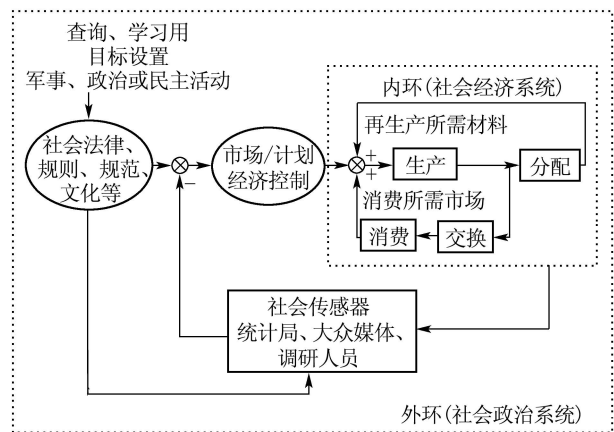 查询、学习用
目标设置
军事、政治或民主活动
内环(社会经济系统)
再生产所需材料
社会法律、
规则、规范、
文化等
−
市场/计划
经济控制
+
+
生产
分配
消费所需市场
消费
交换
社会传感器
统计局、大众媒体、
调研人员
外环(社会政治系统)